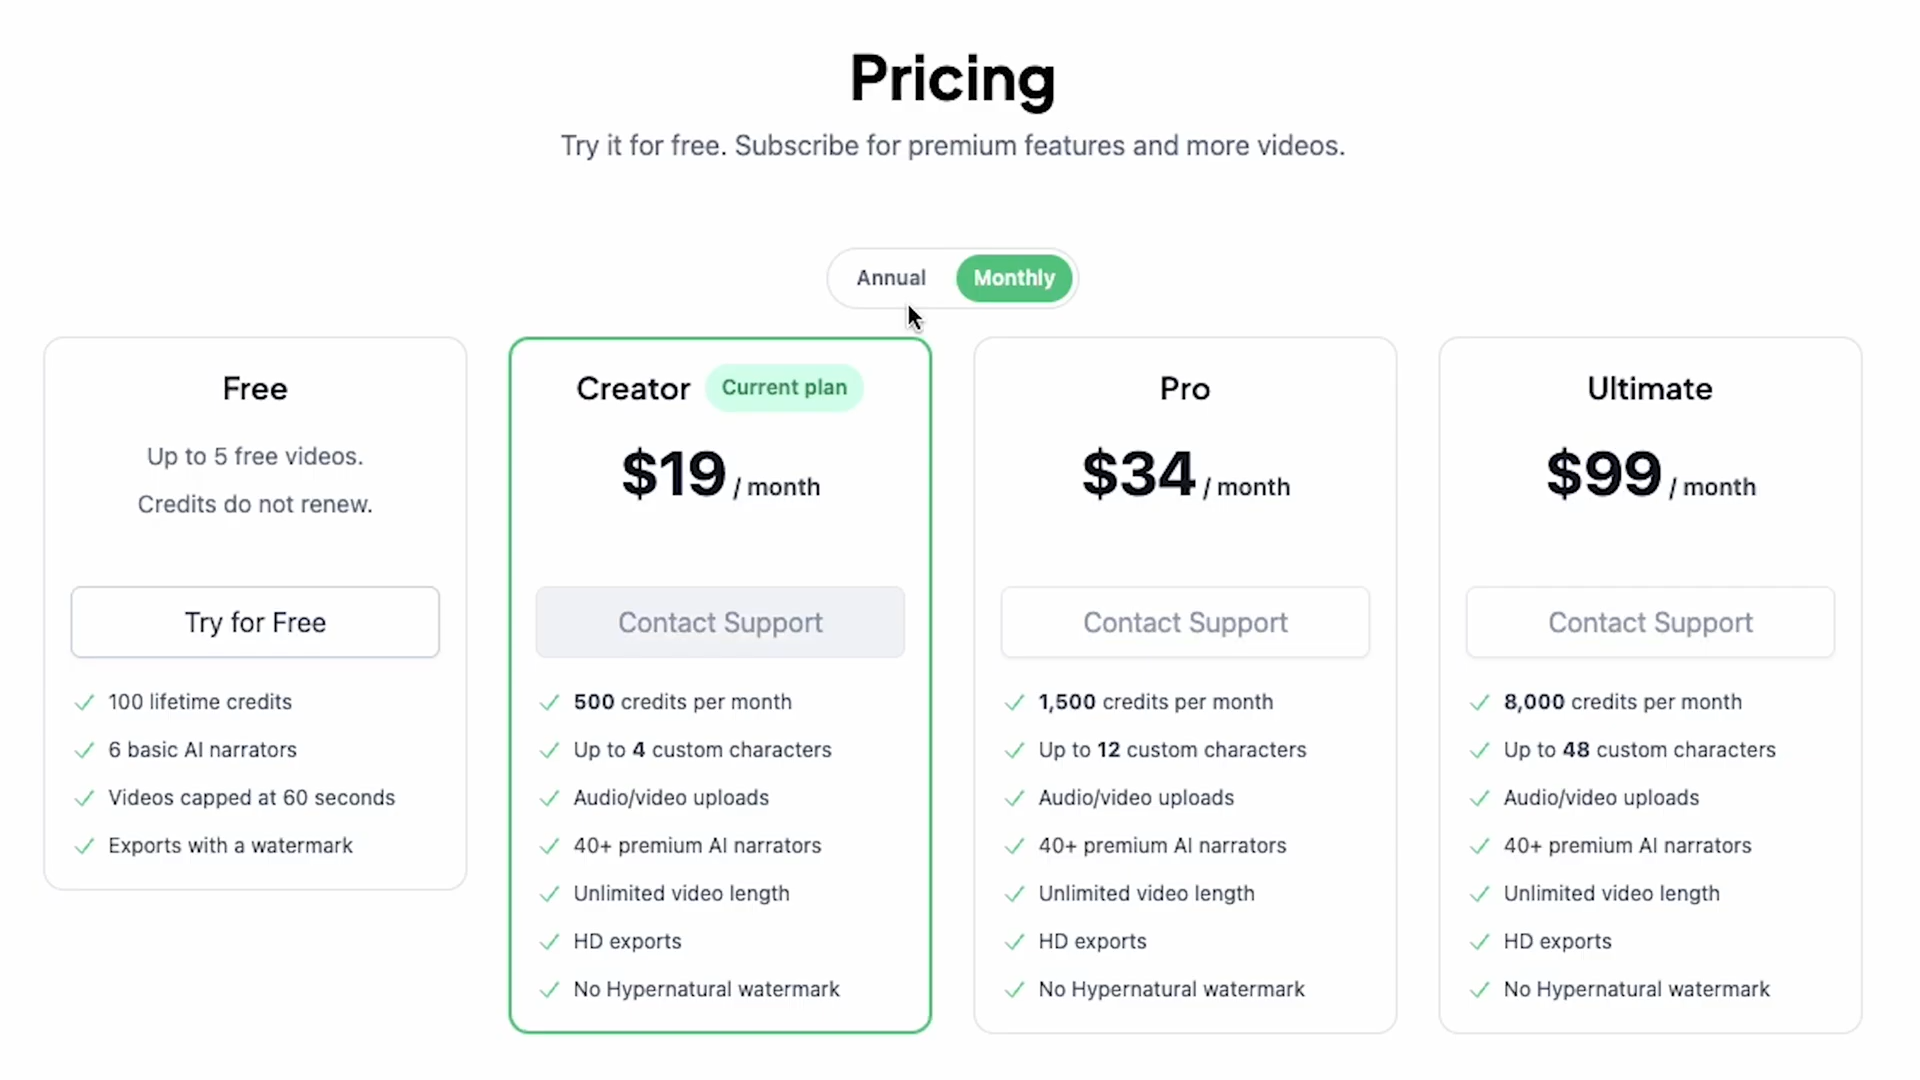 Pricing
Try it for free. Subscribe for premium features and more videos.
Annual
Monthly
Free
Up to 5 free videos.
Credits do not renew.
Try for Free
100 lifetime credits
6 basic AI narrators
Videos capped at 60 seconds
Exports with a watermark
Creator
Current plan
$19 / month
Contact Support
500 credits per month
Up to 4 custom characters
Audio/video uploads
40+ premium AI narrators
Unlimited video length
HD exports
No Hypernatural watermark
Pro
$34 / month
Contact Support
1,500 credits per month
Up to 12 custom characters
Audio/video uploads
40+ premium AI narrators
Unlimited video length
HD exports
No Hypernatural watermark
Ultimate
$99 / month
Contact Support
8,000 credits per month
Up to 48 custom characters
Audio/video uploads
40+ premium AI narrators
Unlimited video length
HD exports
No Hypernatural watermark